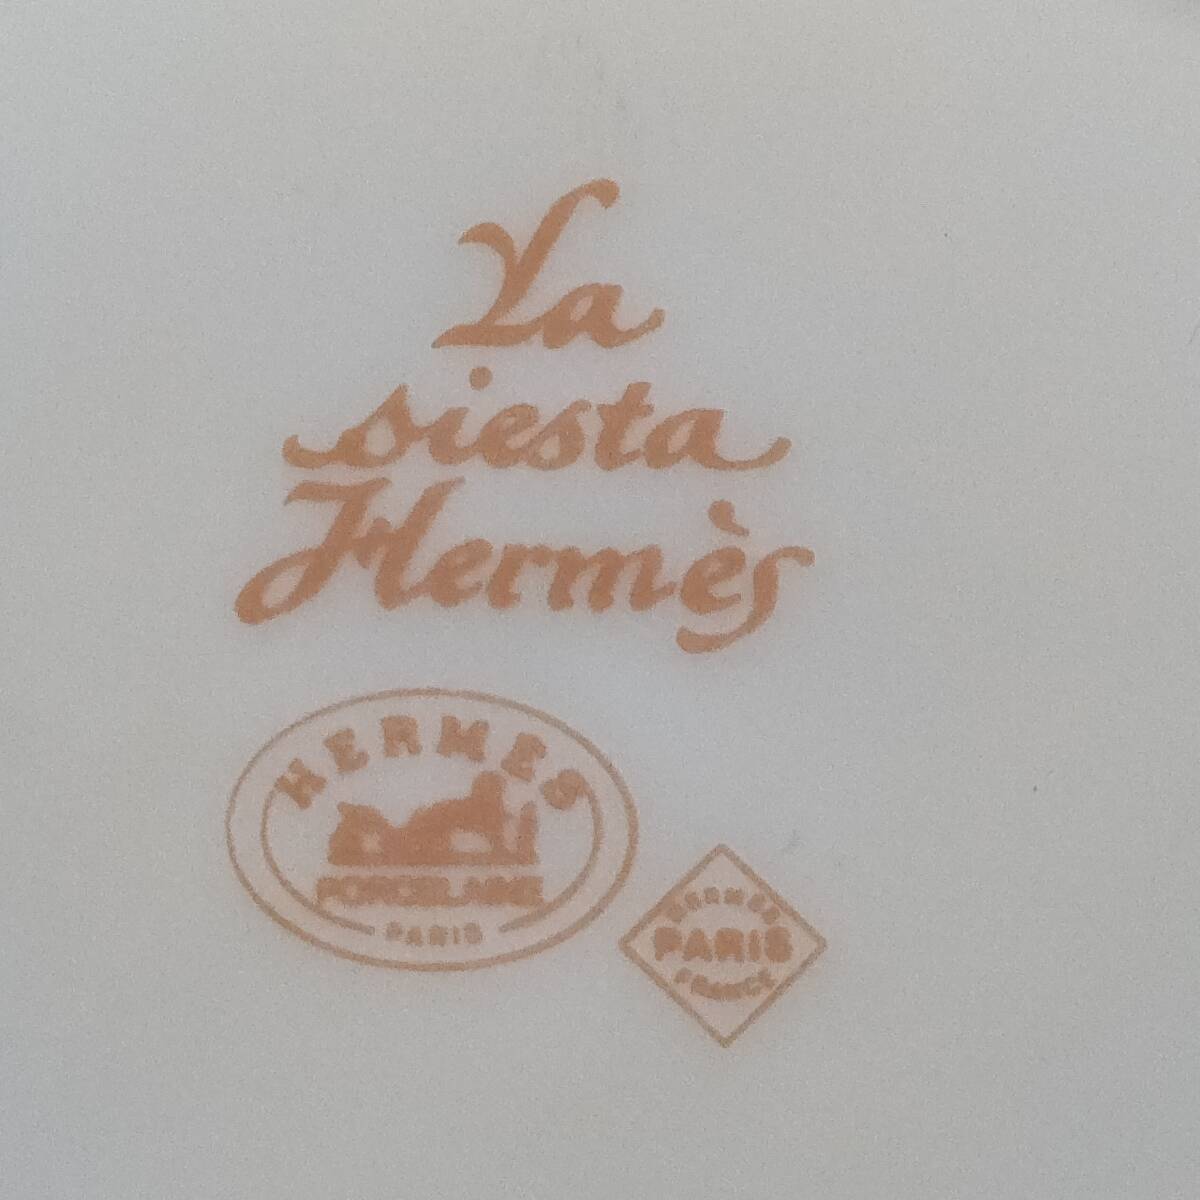 La
siesta
Hermès
HERMES
PORCELAINE
PARIS
HERMES
PARIS
FRANCE